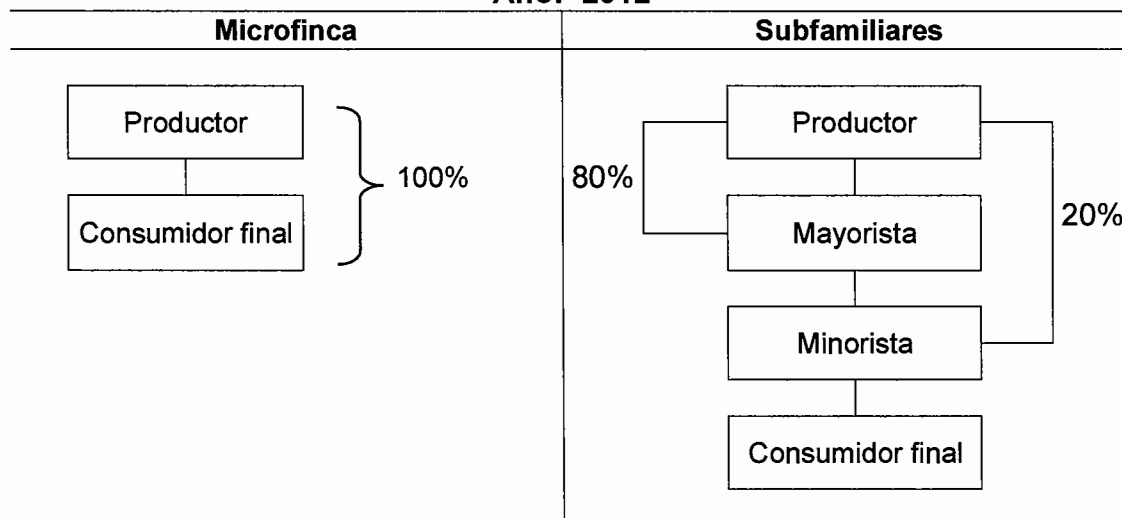 Microfinca
Subfamiliares
Productor
Consumidor final
100%
Productor
80%
Mayorista
20%
Minorista
Consumidor final